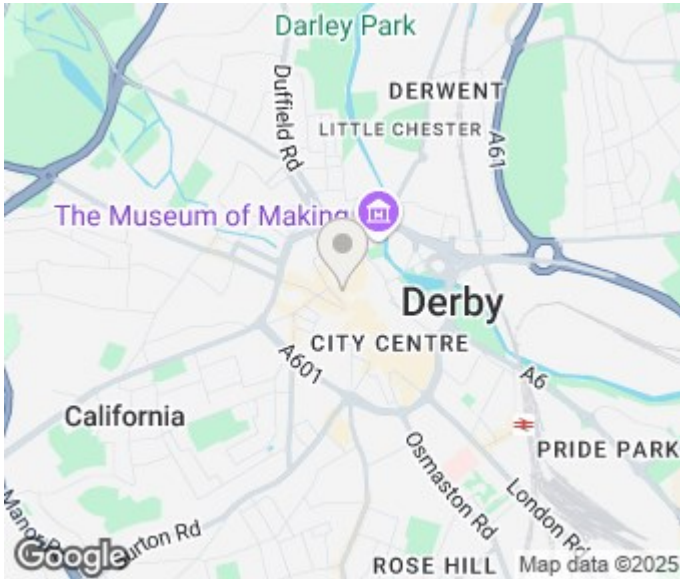 Darley Park
DERWENT
LITTLE CHESTER
Duffield Rd
A61
The Museum of Making
Derby
CITY CENTRE
A601
A6
California
PRIDE PARK
Osmaston Rd
London Rd
Manor
Burton Rd
ROSE HILL
Google
Map data ©2025